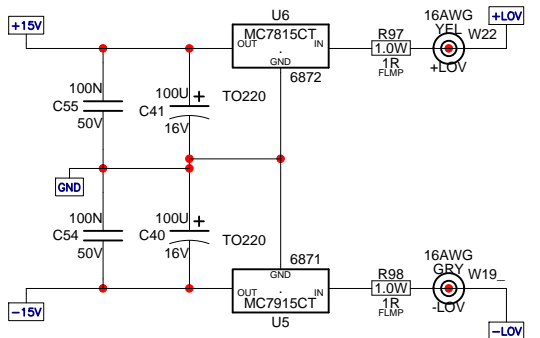 U6
16AWG
+LOV
+15V
MC7815CT
R97
YEL
W22
OUT
IN
1.0W
GND
1R
FLMP
+LOV
6872
100N
100U
+
TO220
C55
C41
50V
16V
GND
100N
100U
+
C54
C40
TO220
50V
16V
6871
16AWG
GND
R98
GRY
W19_
OUT
IN
1.0W
-15V
MC7915CT
1R
FLMP
-LOV
U5
-LOV